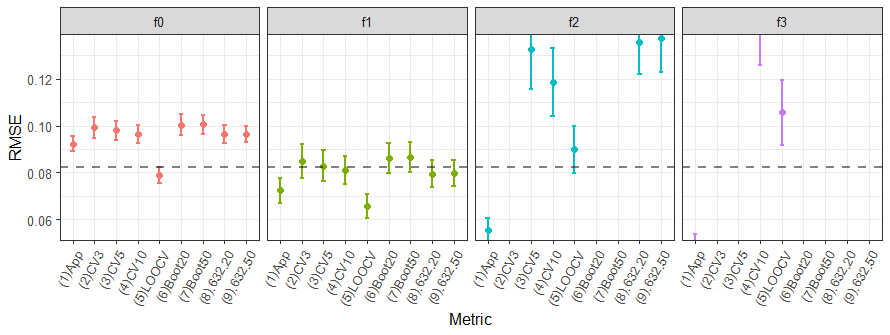 f0 f1 f2 f3
RMSE
0.12
0.10
0.08
0.06
(1)App (2)CV3 (3)CV5 (4)CV10 (5)LOOCV (6)Boot20 (7)Boot50 (8).632.20 (9).632.50
(1)App (2)CV3 (3)CV5 (4)CV10 (5)LOOCV (6)Boot20 (7)Boot50 (8).632.20 (9).632.50
(1)App (2)CV3 (3)CV5 (4)CV10 (5)LOOCV (6)Boot20 (7)Boot50 (8).632.20 (9).632.50
(1)App (2)CV3 (3)CV5 (4)CV10 (5)LOOCV (6)Boot20 (7)Boot50 (8).632.20 (9).632.50
Metric